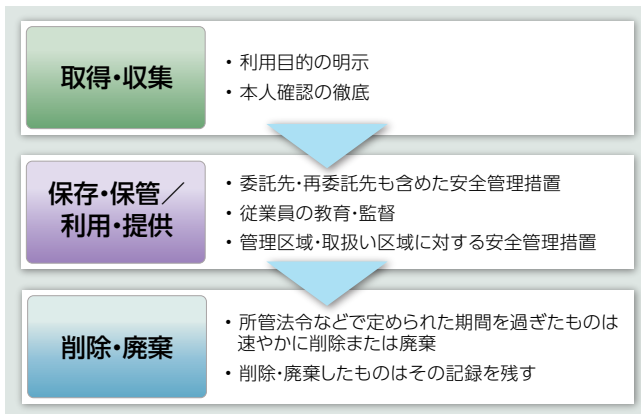 取得・収集
・利用目的の明示
・本人確認の徹底
保存・保管／
利用・提供
・委託先・再委託先も含めた安全管理措置
・従業員の教育・監督
・管理区域・取扱い区域に対する安全管理措置
削除・廃棄
・所管法令などで定められた期間を過ぎたものは
速やかに削除または廃棄
・削除・廃棄したものはその記録を残す